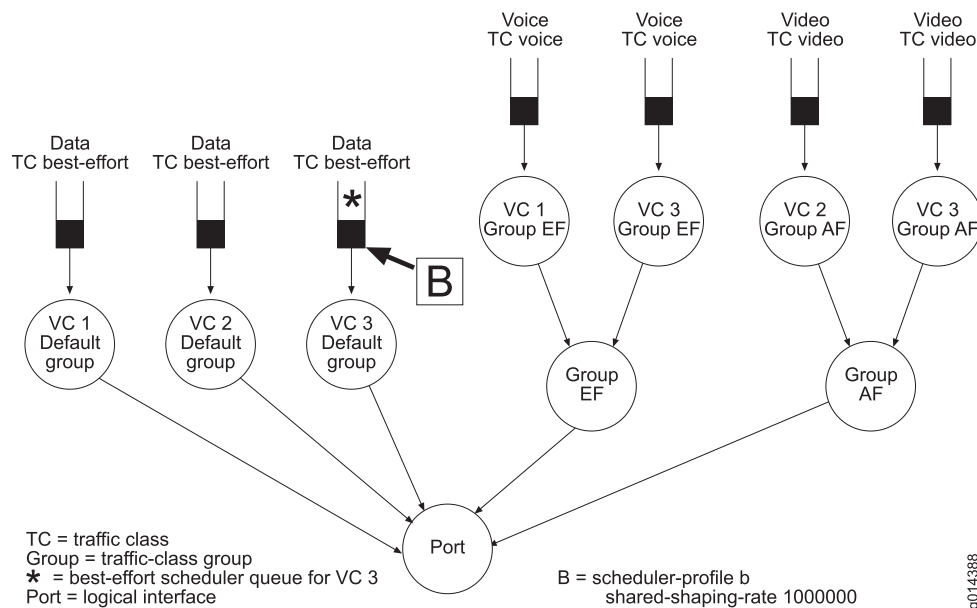 Voice
TC voice
Voice
TC voice
Video
TC video
Video
TC video
Data
TC best-effort
Data
TC best-effort
Data
TC best-effort
*
B
VC 1
Group EF
VC 3
Group EF
VC 2
Group AF
VC 3
Group AF
VC 1
Default
group
VC 2
Default
group
VC 3
Default
group
Group
EF
Group
AF
Port
TC = traffic class
Group = traffic-class group
* = best-effort scheduler queue for VC 3
Port = logical interface
B = scheduler-profile b
shared-shaping-rate 1000000
g014388